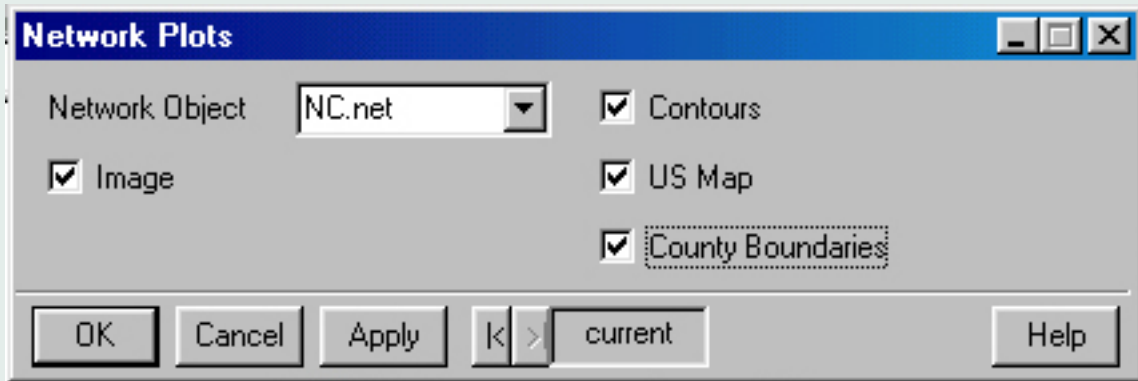 Network Plots
Network Object NC.net Contours
Image US Map
County Boundaries
OK Cancel Apply |< >| current Help